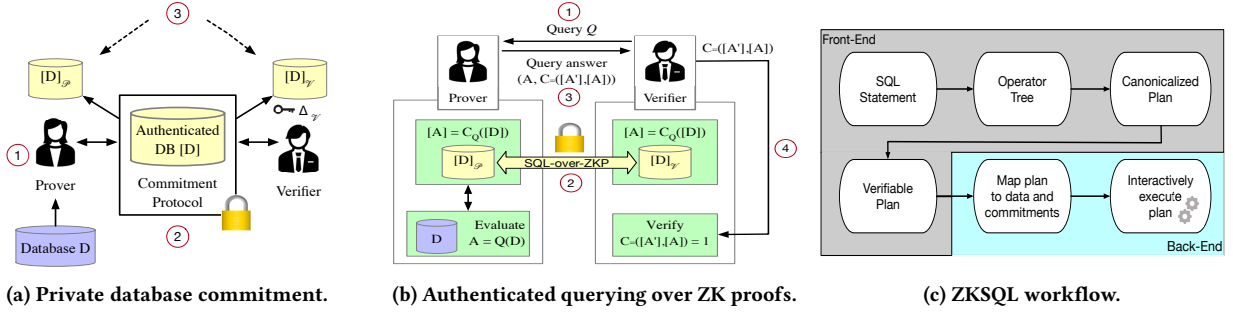 3
[D]𝒫
[D]𝒱
Δ𝒱
Authenticated
DB [D]
1
Prover
Commitment
Protocol
Verifier
Database D
2
(a) Private database commitment.
1
Query Q
C=([A'],[A])
Query answer
(A, C=([A'],[A]))
Prover
3
Verifier
[A] = C_Q([D])
[A] = C_Q([D])
4
[D]𝒫
SQL-over-ZKP
[D]𝒱
2
D
Evaluate
A = Q(D)
Verify
C=([A'],[A]) = 1
(b) Authenticated querying over ZK proofs.
Front-End
SQL
Statement
Operator
Tree
Canonicalized
Plan
Verifiable
Plan
Map plan
to data and
commitments
Interactively
execute
plan
Back-End
(c) ZKSQL workflow.